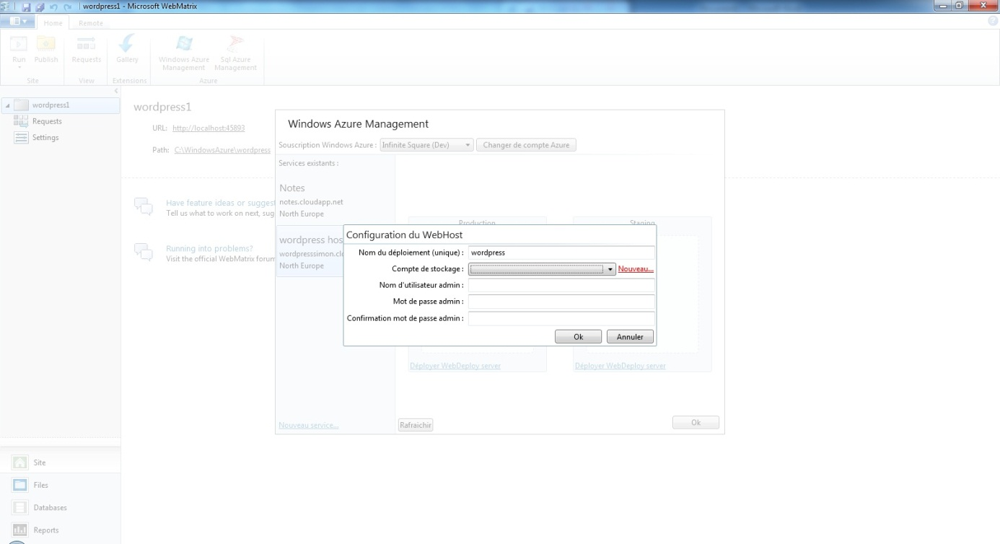 wordpress1 - Microsoft WebMatrix
Home Remote
Run Publish Requests Gallery Windows Azure Management Sql Azure Management
Site View Extensions Azure
wordpress1
Requests
Settings
wordpress1
URL: http://localhost:45893
Path: C:\WindowsAzure\wordpress
Have feature ideas or suggest
Tell us what to work on next, sug
Running into problems?
Visit the official WebMatrix forum
Windows Azure Management
Souscription Windows Azure : Infinite Square (Dev) Changer de compte Azure
Services existants :
Notes
notes.cloudapp.net
North Europe
wordpress hos
wordpresssimon.clo
North Europe
Production Staging
Configuration du WebHost
Nom du déploiement (unique) : wordpress
Compte de stockage : Nouveau...
Nom d'utilisateur admin :
Mot de passe admin :
Confirmation mot de passe admin :
Ok Annuler
Déployer WebDeploy server Déployer WebDeploy server
Nouveau service... Rafraichir Ok
Site
Files
Databases
Reports